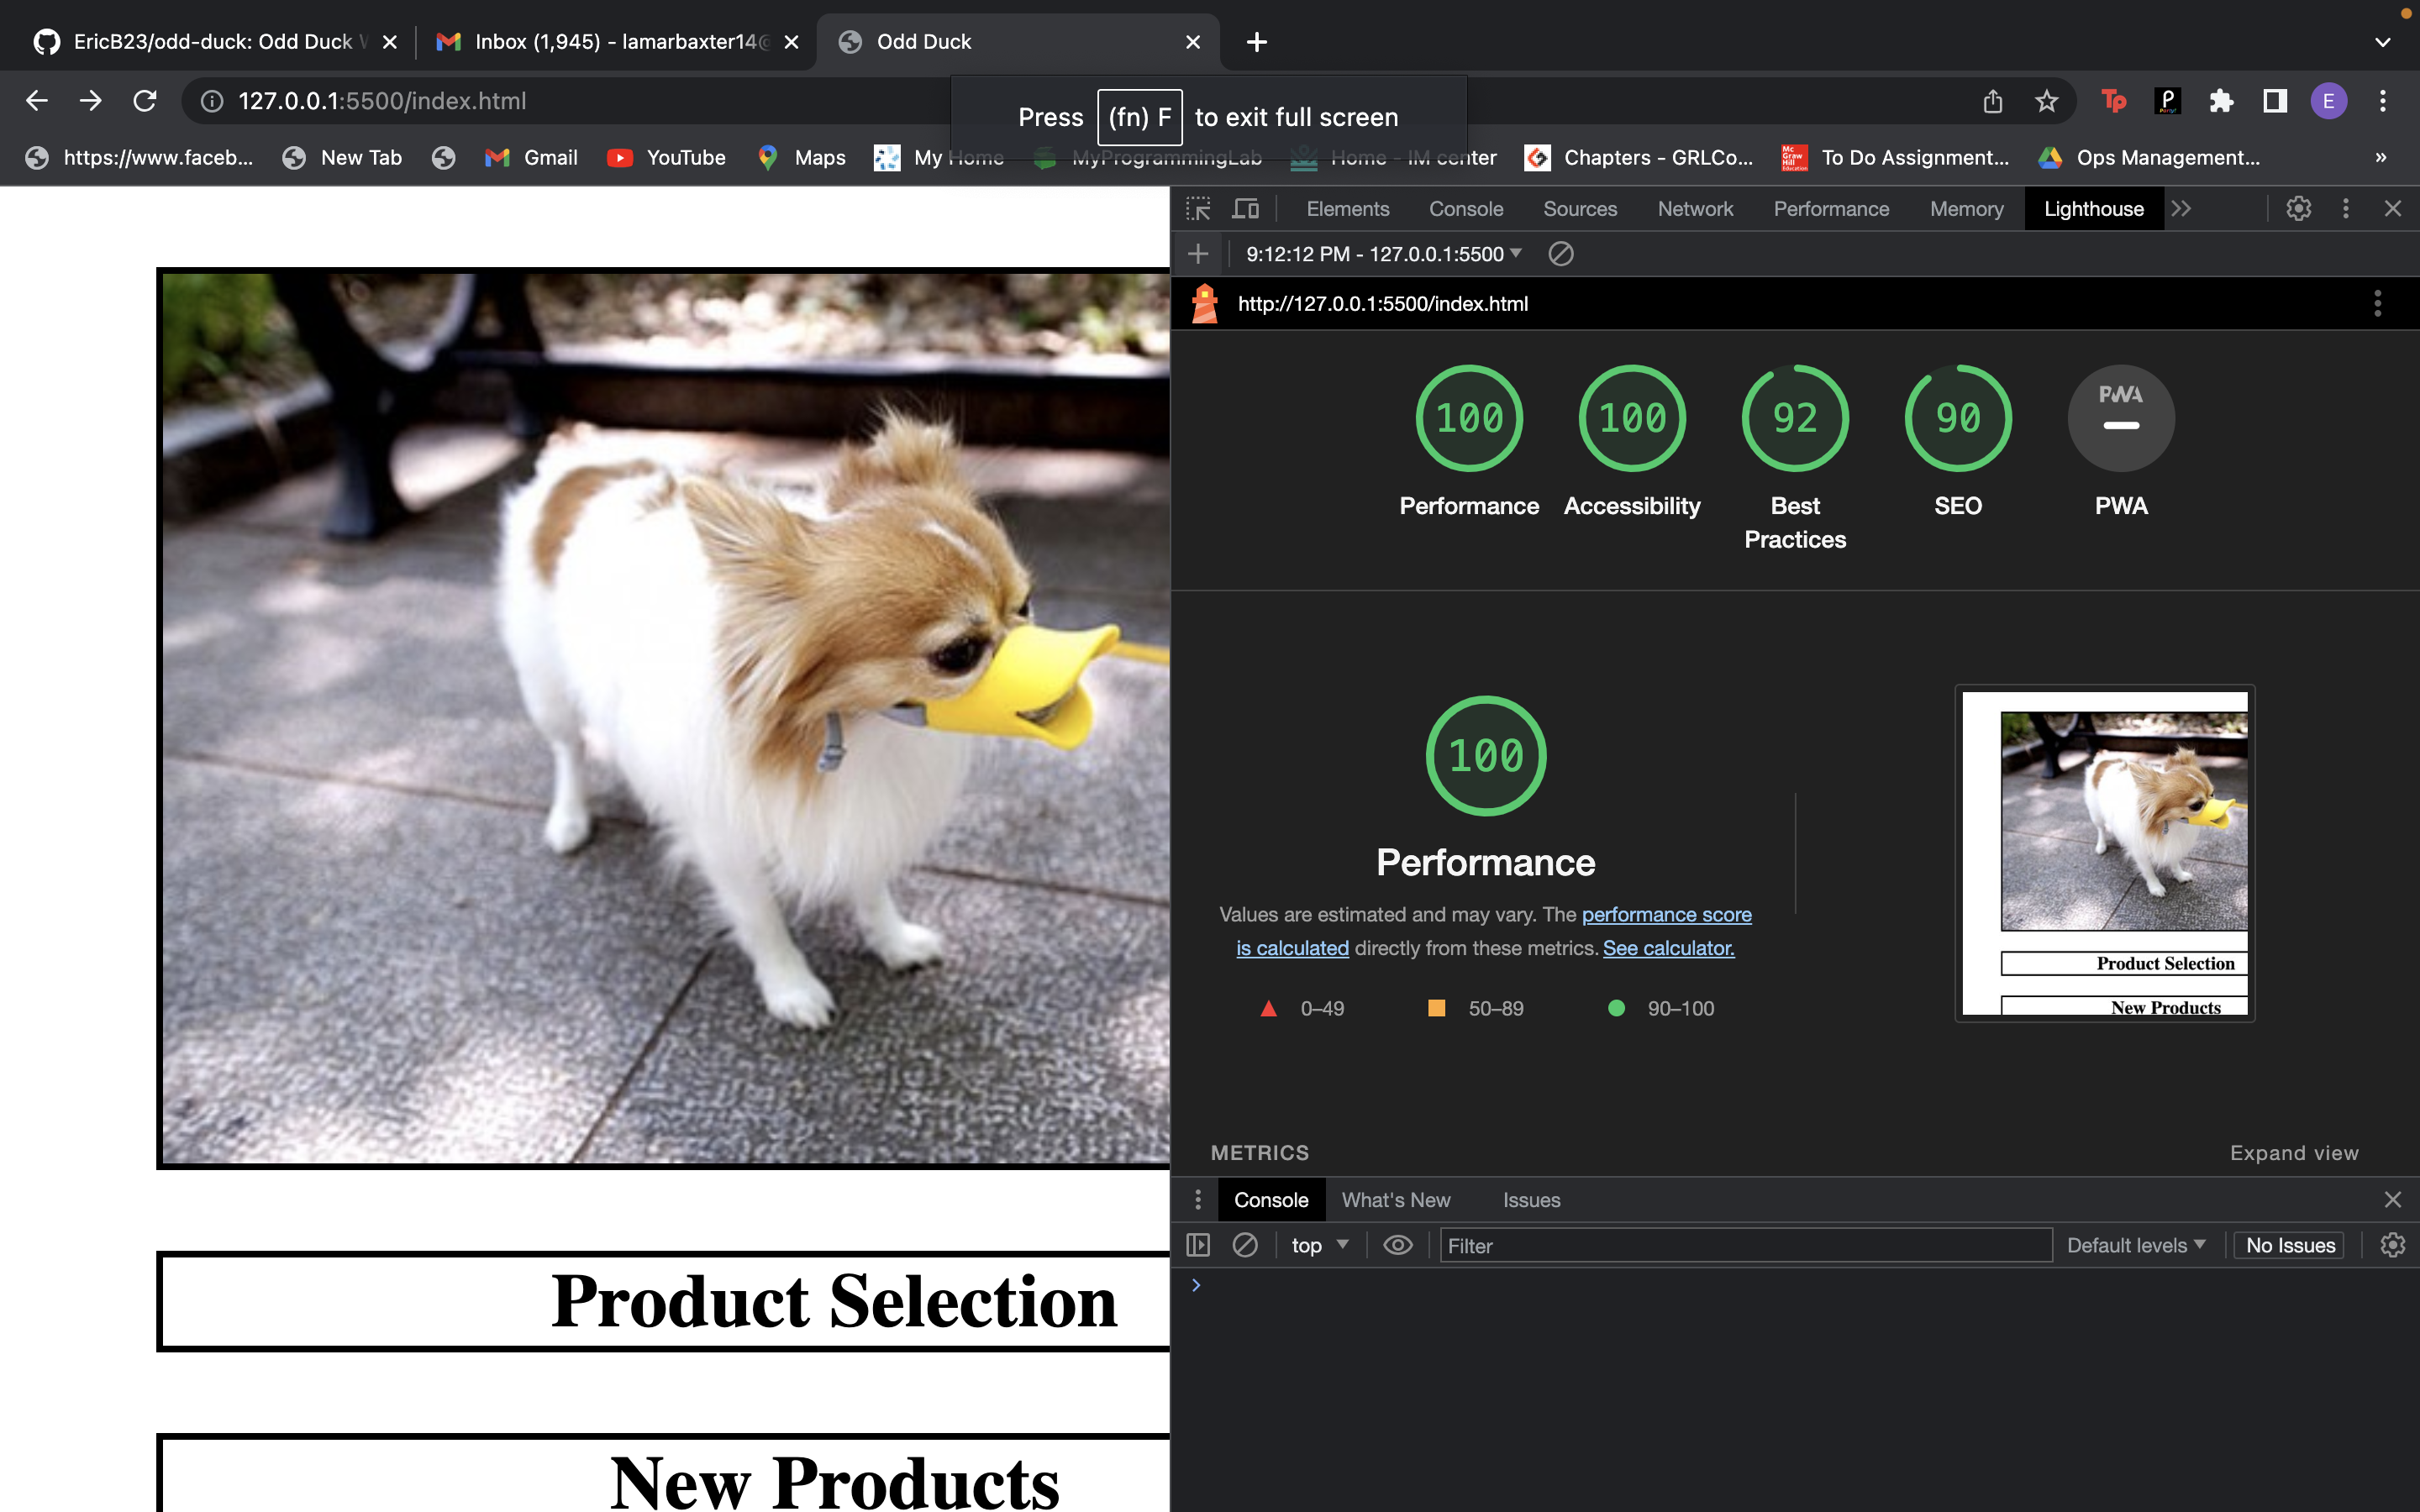 EricB23/odd-duck: Odd Duck
Inbox (1,945) - lamarbaxter14@
Odd Duck
127.0.0.1:5500/index.html
Press (fn) F to exit full screen
Tp
P
E
https://www.faceb...
New Tab
Gmail
YouTube
Maps
My Home
MyProgrammingLab
Home - IM center
Chapters - GRLCo...
Mc Graw Hill Education
To Do Assignment...
Ops Management...
»
Elements
Console
Sources
Network
Performance
Memory
Lighthouse
9:12:12 PM - 127.0.0.1:5500
http://127.0.0.1:5500/index.html
100
100
92
90
PWA
Performance
Accessibility
Best
Practices
SEO
PWA
100
Performance
Values are estimated and may vary. The performance score
is calculated directly from these metrics. See calculator.
0–49
50–89
90–100
Product Selection
New Products
METRICS
Expand view
Console
What's New
Issues
top
Filter
Default levels
No Issues
Product Selection
New Products